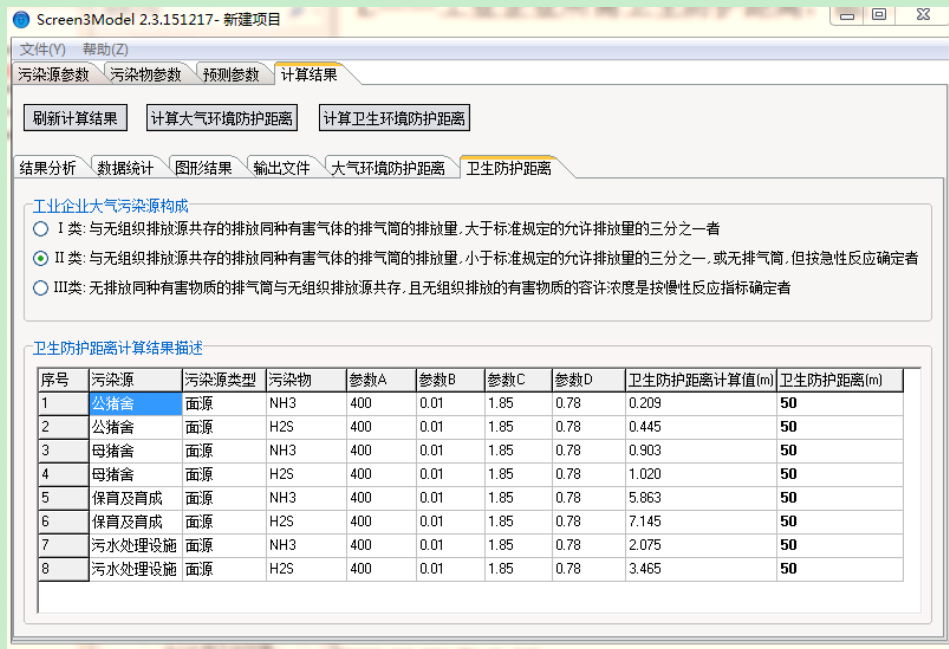 Screen3Model 2.3.151217- 新建项目
文件(Y) 帮助(Z)
污染源参数 污染物参数 预测参数 计算结果
刷新计算结果 计算大气环境防护距离 计算卫生环境防护距离
结果分析 数据统计 图形结果 输出文件 大气环境防护距离 卫生防护距离
工业企业大气污染源构成
I 类: 与无组织排放源共存的排放同种有害气体的排气筒的排放量,大于标准规定的允许排放量的三分之一者
II 类: 与无组织排放源共存的排放同种有害气体的排气筒的排放量,小于标准规定的允许排放量的三分之一,或无排气筒,但按急性反应确定者
III类: 无排放同种有害物质的排气筒与无组织排放源共存,且无组织排放的有害物质的容许浓度是按慢性反应指标确定者
卫生防护距离计算结果描述
序号 污染源 污染源类型 污染物 参数A 参数B 参数C 参数D 卫生防护距离计算值(m) 卫生防护距离(m)
1 公猪舍 面源 NH3 400 0.01 1.85 0.78 0.209 50
2 公猪舍 面源 H2S 400 0.01 1.85 0.78 0.445 50
3 母猪舍 面源 NH3 400 0.01 1.85 0.78 0.903 50
4 母猪舍 面源 H2S 400 0.01 1.85 0.78 1.020 50
5 保育及育成 面源 NH3 400 0.01 1.85 0.78 5.863 50
6 保育及育成 面源 H2S 400 0.01 1.85 0.78 7.145 50
7 污水处理设施 面源 NH3 400 0.01 1.85 0.78 2.075 50
8 污水处理设施 面源 H2S 400 0.01 1.85 0.78 3.465 50